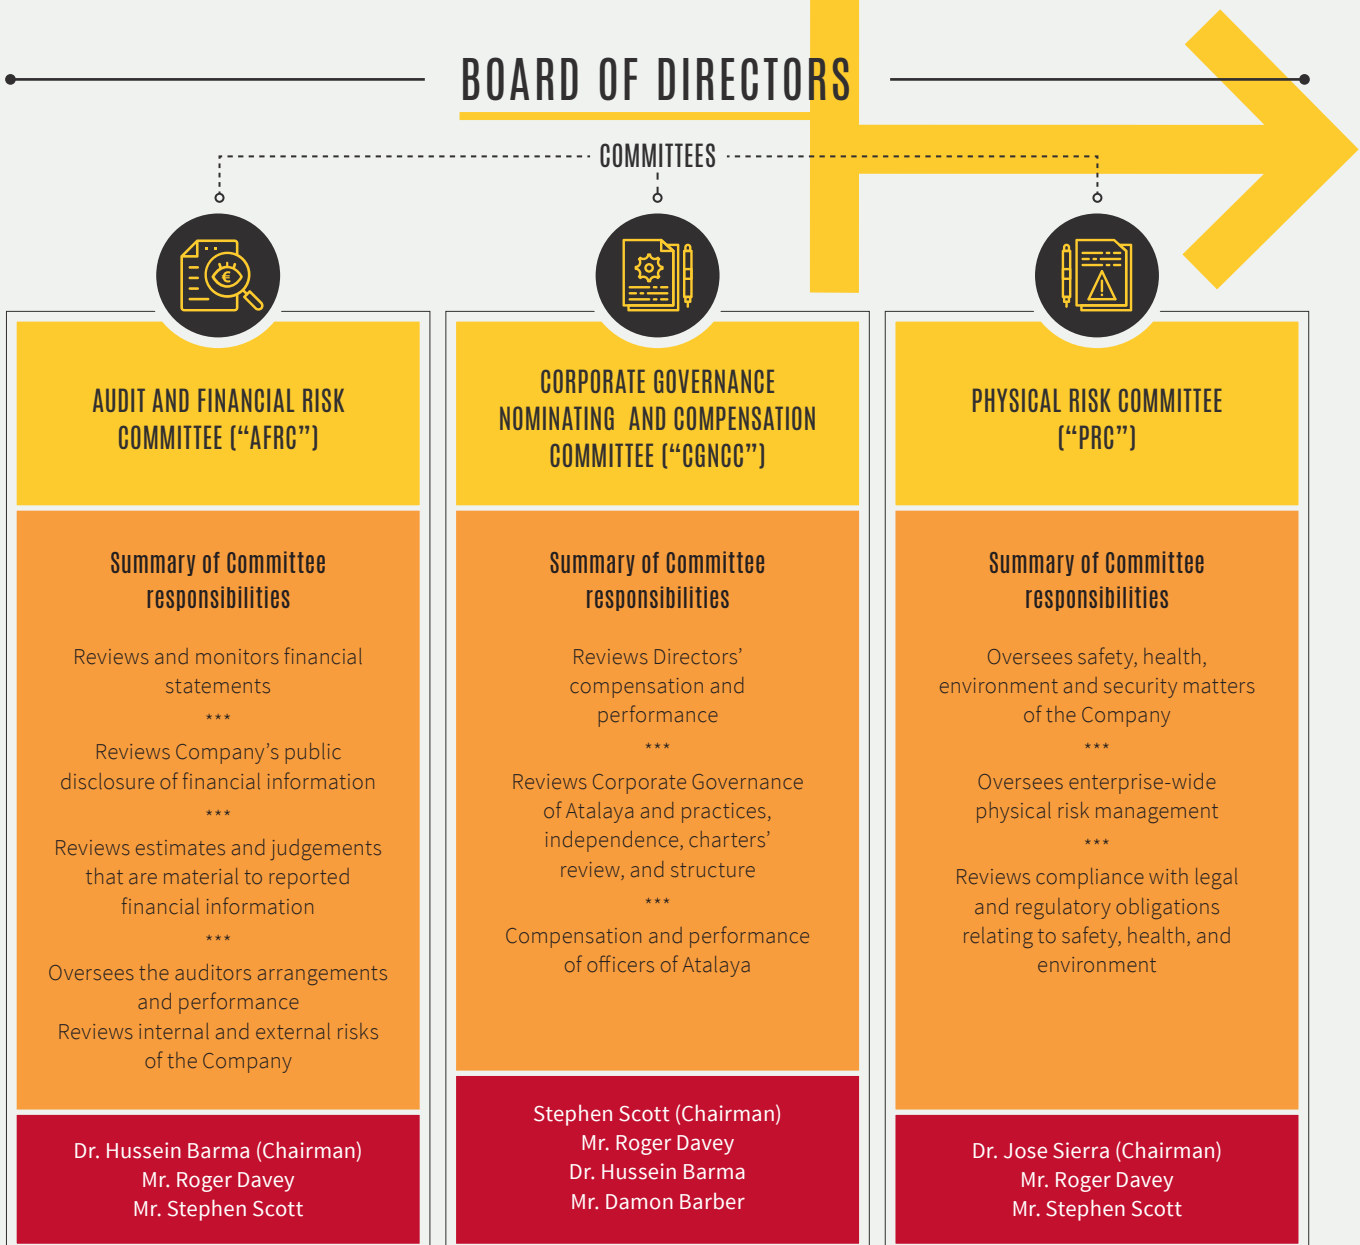 BOARD OF DIRECTORS
COMMITTEES
AUDIT AND FINANCIAL RISK
COMMITTEE (“AFRC”)
Summary of Committee
responsibilities
Reviews and monitors financial
statements
***
Reviews Company’s public
disclosure of financial information
***
Reviews estimates and judgements
that are material to reported
financial information
***
Oversees the auditors arrangements
and performance
Reviews internal and external risks
of the Company
Dr. Hussein Barma (Chairman)
Mr. Roger Davey
Mr. Stephen Scott
CORPORATE GOVERNANCE
NOMINATING AND COMPENSATION
COMMITTEE (“CGNCC”)
Summary of Committee
responsibilities
Reviews Directors’
compensation and
performance
***
Reviews Corporate Governance
of Atalaya and practices,
independence, charters’
review, and structure
***
Compensation and performance
of officers of Atalaya
Stephen Scott (Chairman)
Mr. Roger Davey
Dr. Hussein Barma
Mr. Damon Barber
PHYSICAL RISK COMMITTEE
(“PRC”)
Summary of Committee
responsibilities
Oversees safety, health,
environment and security matters
of the Company
***
Oversees enterprise-wide
physical risk management
***
Reviews compliance with legal
and regulatory obligations
relating to safety, health, and
environment
Dr. Jose Sierra (Chairman)
Mr. Roger Davey
Mr. Stephen Scott